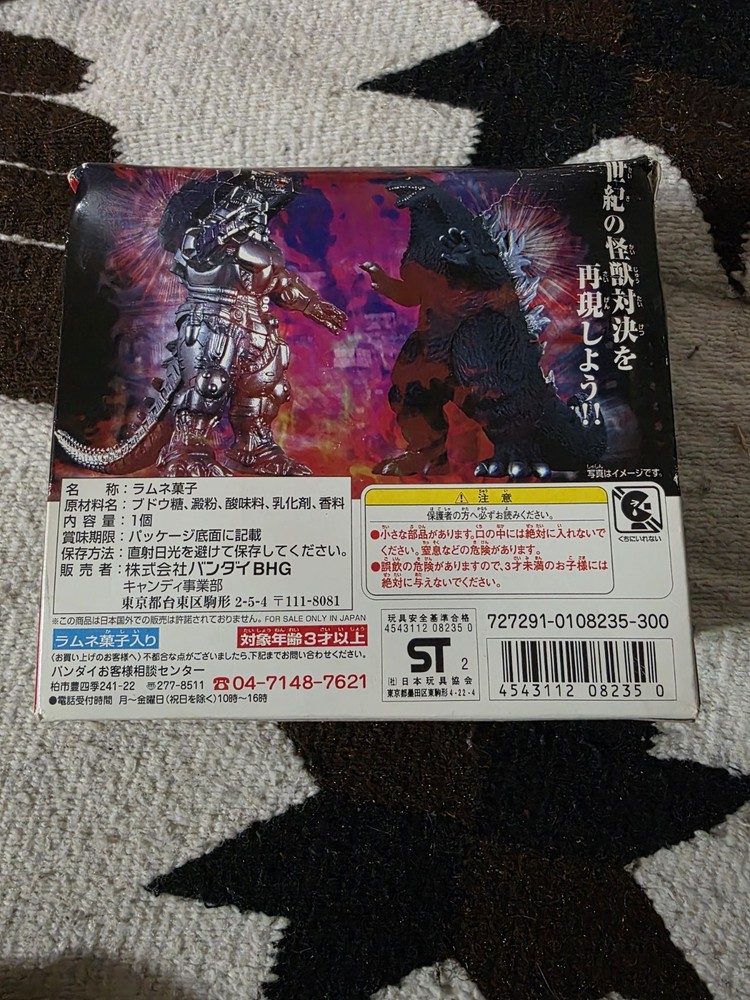 世紀の怪獣対決を
再現しよう!!
写真はイメージです。
名　　称：ラムネ菓子
原材料名：ブドウ糖、澱粉、酸味料、乳化剤、香料
内 容 量：1個
賞味期限：パッケージ底面に記載
保存方法：直射日光を避けて保存してください。
販 売 者：株式会社バンダイBHG
キャンディ事業部
東京都台東区駒形 2-5-4 〒111-8081
注 意
保護者の方へ必ずお読みください。
●小さな部品があります。口の中には絶対に入れないで
ください。窒息などの危険があります。
●誤飲の危険がありますので、3才未満のお子様には
絶対に与えないでください。
くちにいれない
※この商品は日本国外での販売は許諾されておりません。FOR SALE ONLY IN JAPAN
ラムネ菓子入り
対象年齢3才以上
〈お買い上げのお客様へ〉不都合な点がございましたら、下記までお問い合わせください。
バンダイお客様相談センター
柏市豊四季241-22 〒277-8511 ☎04-7148-7621
●電話受付時間　月〜金曜日(祝日を除く)10時〜16時
玩具安全基準合格
4543112 08235 0
ST 2
(社)日本玩具協会
東京都墨田区東駒形4-22-4
727291-0108235-300
4543112 08235 0